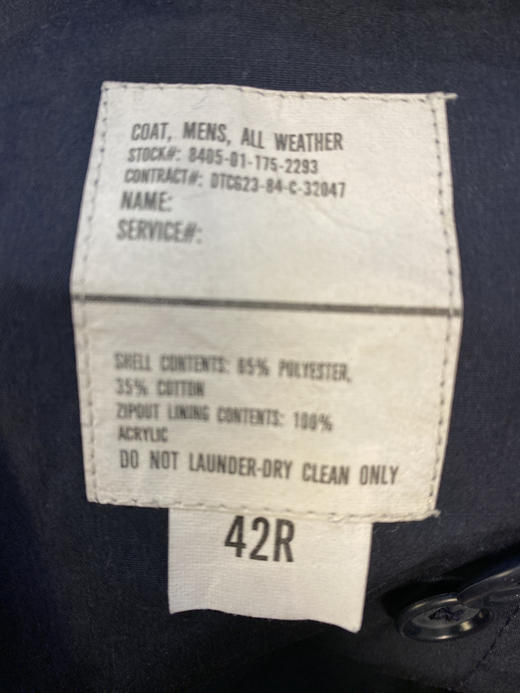 COAT, MENS, ALL WEATHER
STOCK#: 8405-01-175-2293
CONTRACT#: DTCG23-84-C-32047
NAME:
SERVICE#:
SHELL CONTENTS: 65% POLYESTER,
35% COTTON
ZIPOUT LINING CONTENTS: 100%
ACRYLIC
DO NOT LAUNDER-DRY CLEAN ONLY
42R